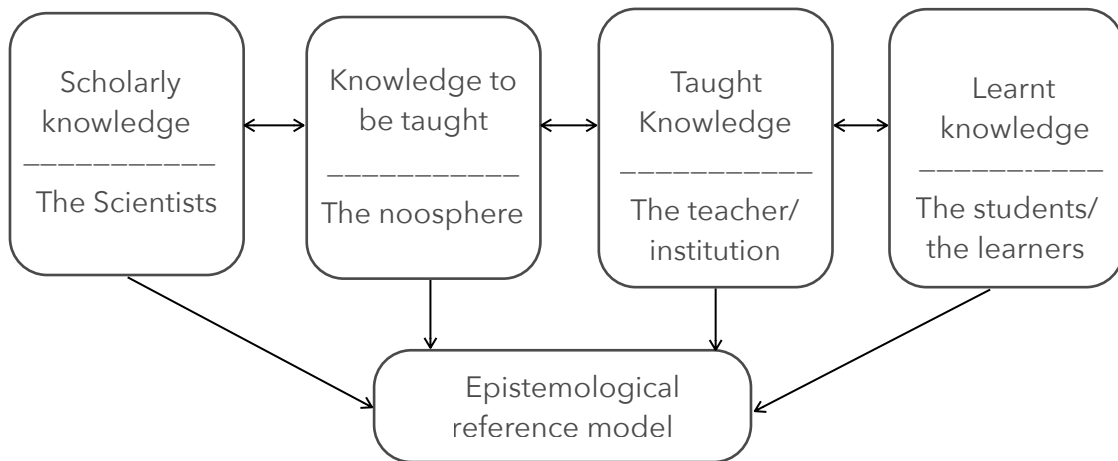 Scholarly
knowledge
The Scientists
Knowledge to
be taught
The noosphere
Taught
Knowledge
The teacher/
institution
Learnt
knowledge
The students/
the learners
Epistemological
reference model